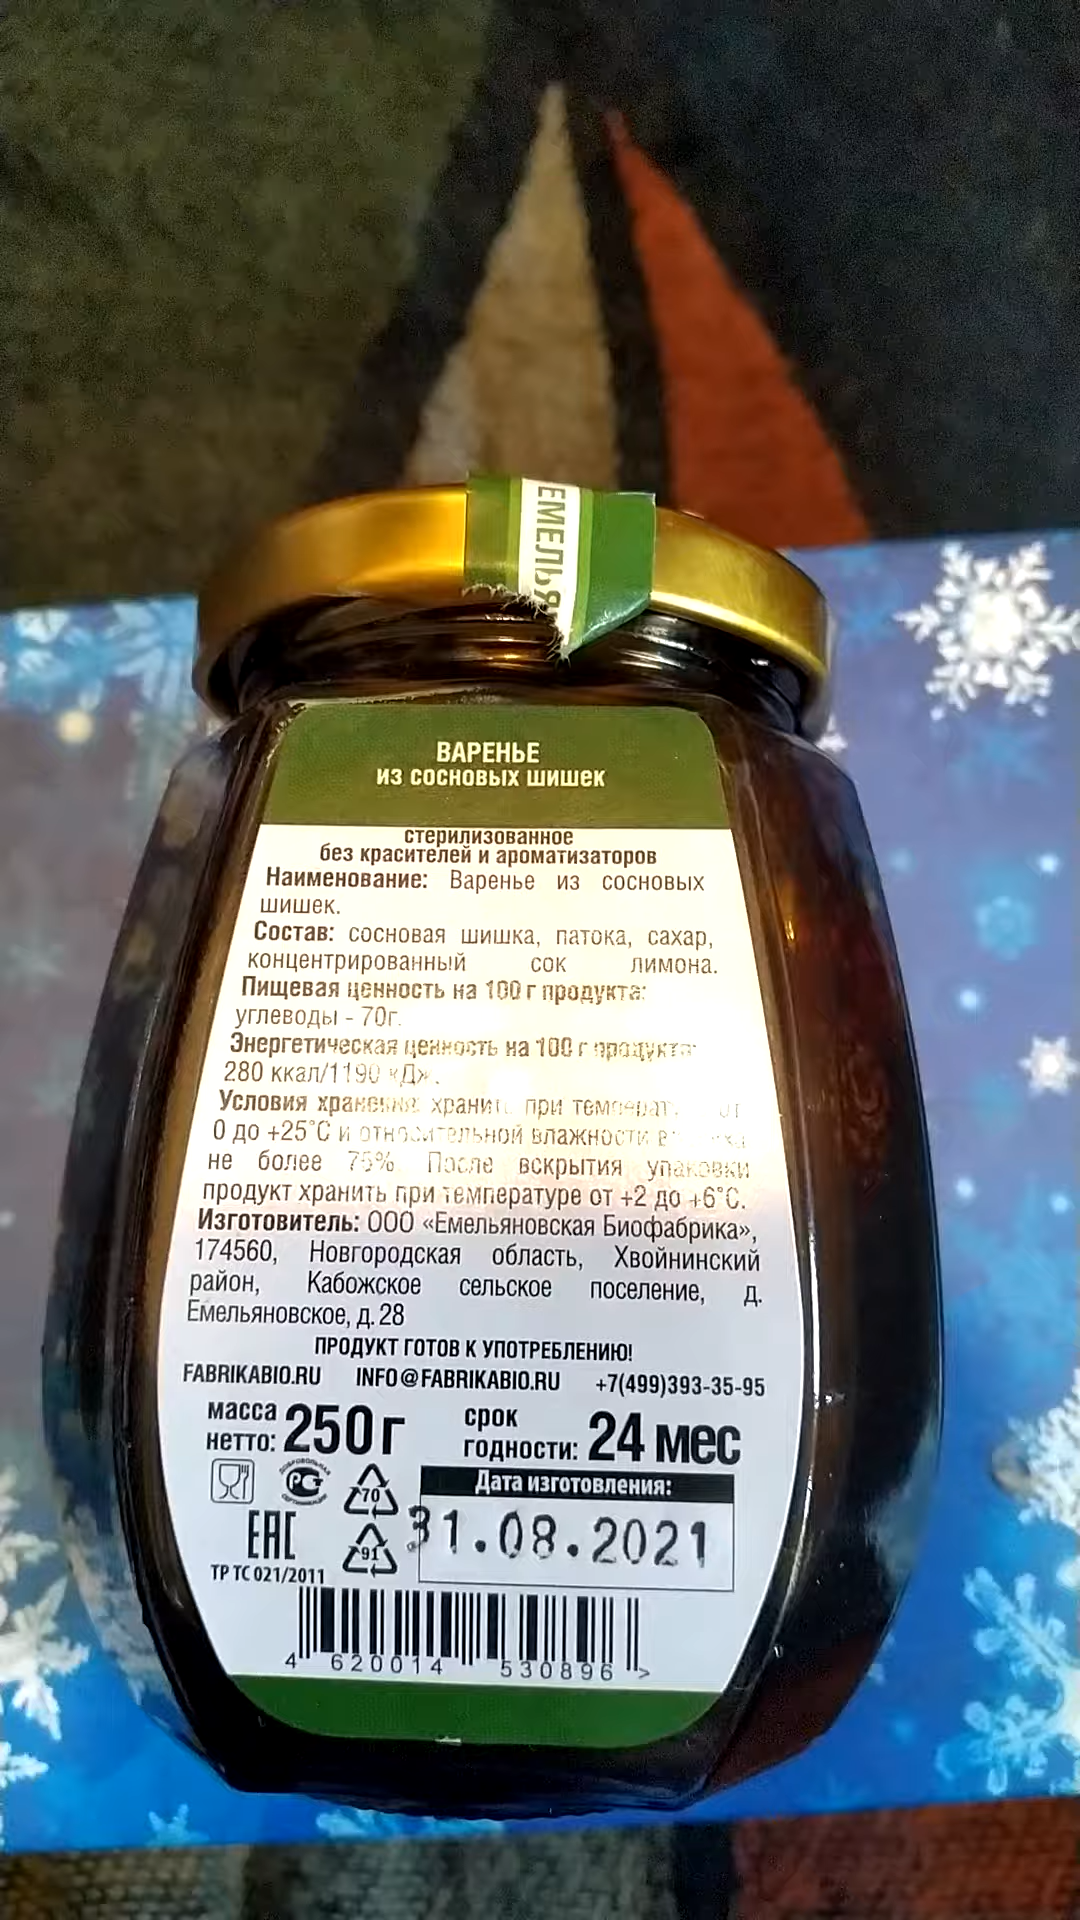 ЕМЕЛЬЯ
ВАРЕНЬЕ
из сосновых шишек
стерилизованное
без красителей и ароматизаторов
Наименование: Варенье из сосновых
шишек.
Состав: сосновая шишка, патока, сахар,
концентрированный сок лимона.
Пищевая ценность на 100 г продукта:
углеводы - 70г.
Энергетическая ценность на 100 г продукта:
280 ккал/1190 кДж.
Условия хранения: хранить при от
0 до +25°С и относительной влажности
не более 75%. После вскрытия упаковки
продукт хранить при температуре от +2 до +6°С.
Изготовитель: ООО «Емельяновская Биофабрика»,
174560, Новгородская область, Хвойнинский
район, Кабожское сельское поселение, д.
Емельяновское, д. 28
ПРОДУКТ ГОТОВ К УПОТРЕБЛЕНИЮ!
FABRIKABIO.RU INFO@FABRIKABIO.RU +7(499)393-35-95
масса нетто: 250 г
срок годности: 24 мес
Дата изготовления:
31.08.2021
ДОБРОВОЛЬНАЯ
РСТ
СЕРТИФИКАЦИЯ
70
91
ЕАС
ТР ТС 021/2011
4 620014 530896 >